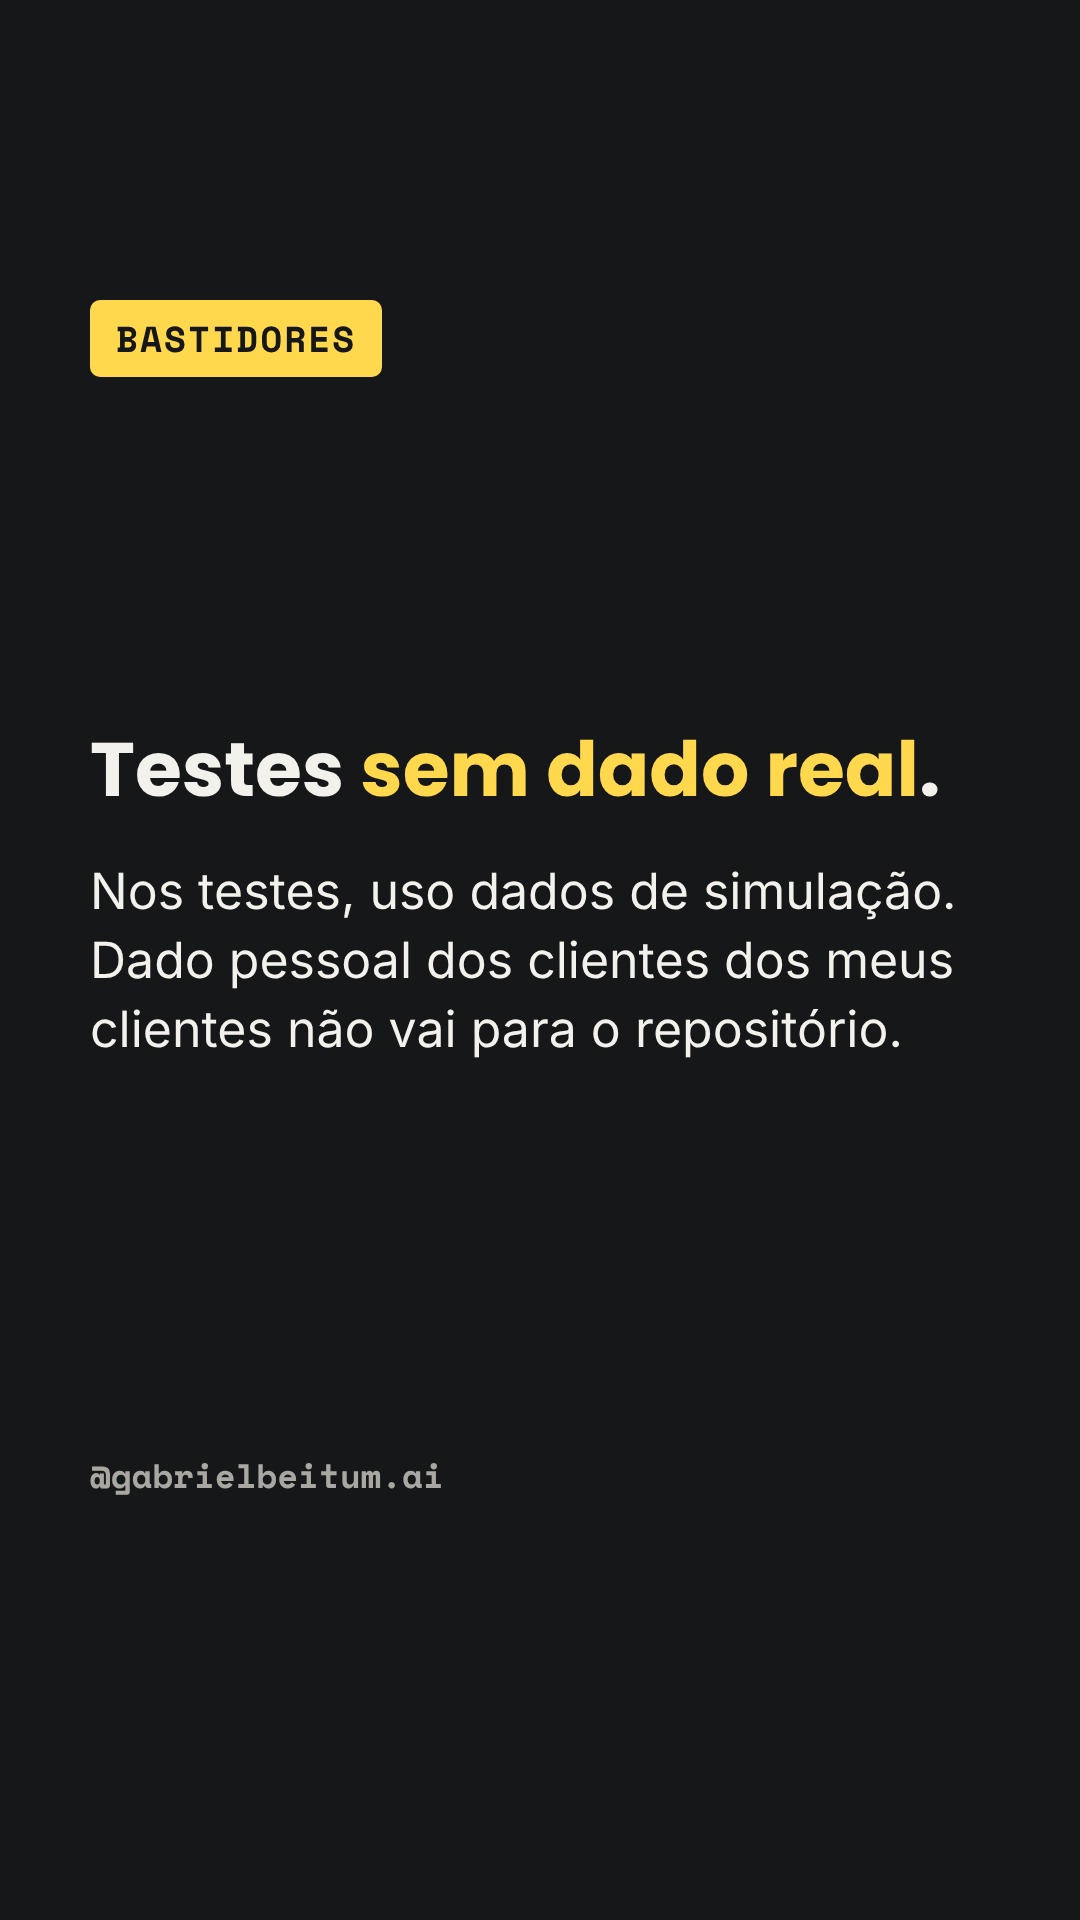 BASTIDORES
Testes sem dado real.
Nos testes, uso dados de simulação.
Dado pessoal dos clientes dos meus
clientes não vai para o repositório.
@gabrielbeitum.ai